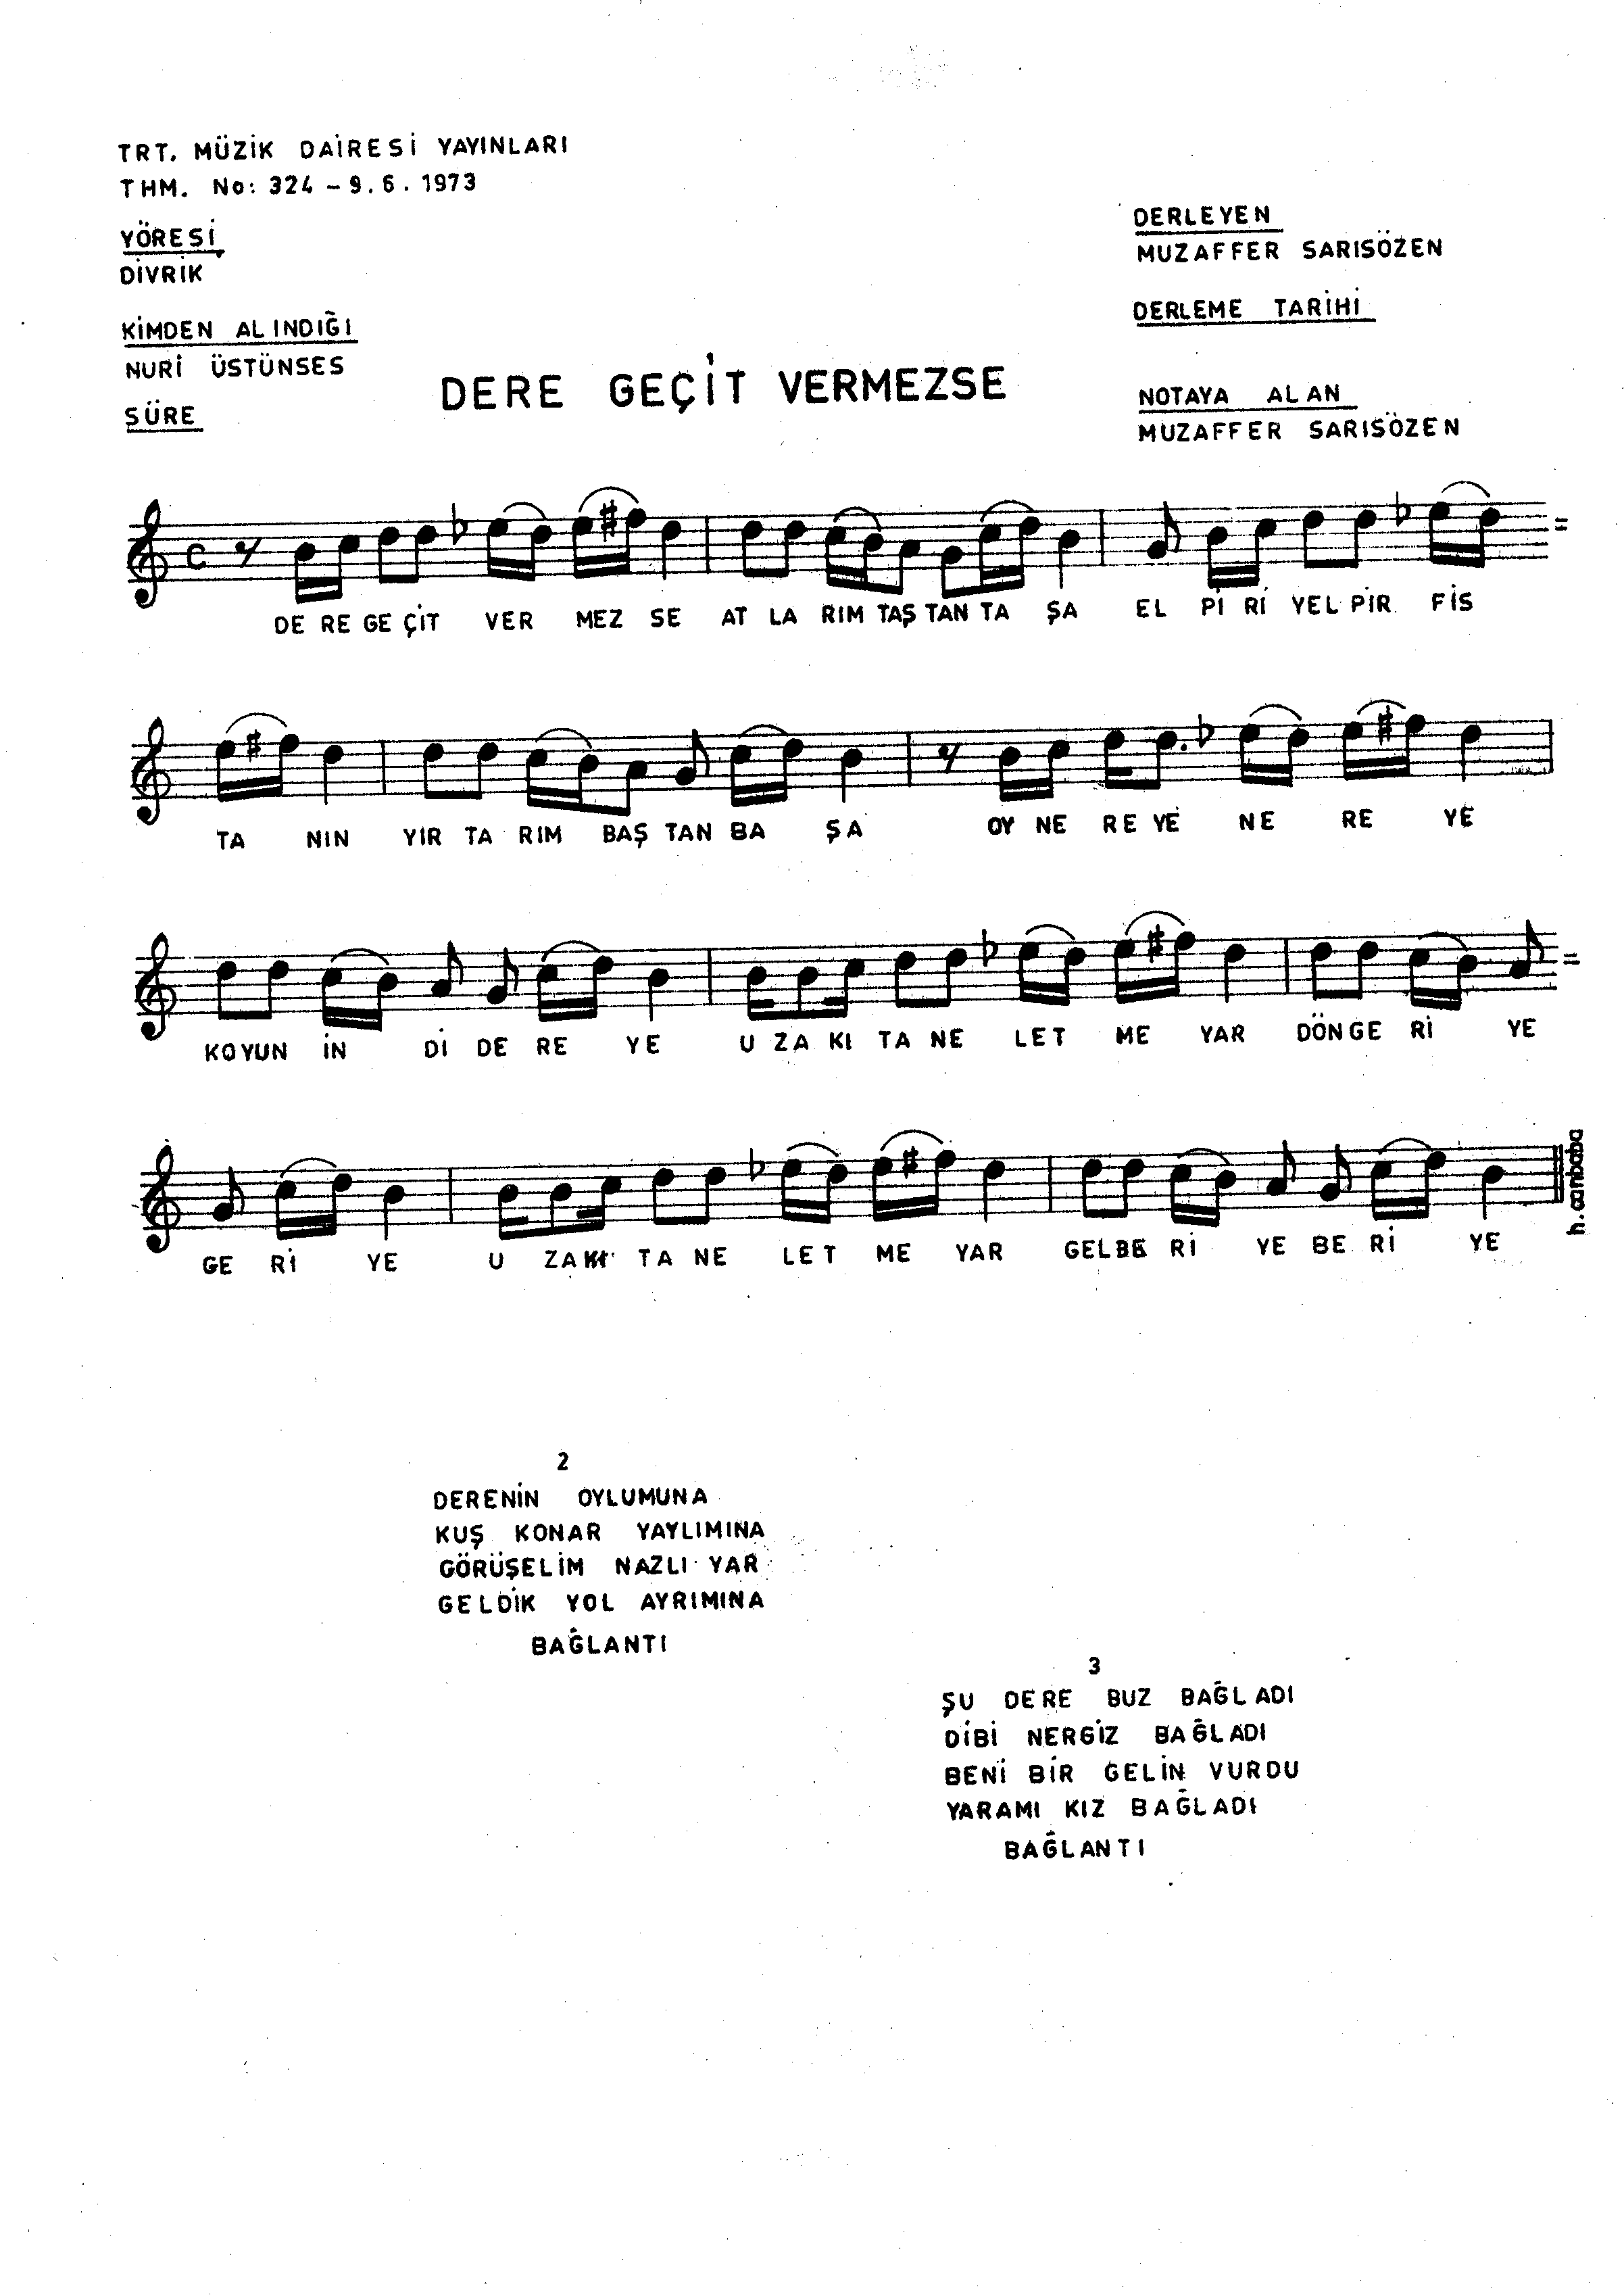 TRT. MÜZİK DAİRESİ YAYINLARI
THM. No: 324 – 9.6.1973
YÖRESİ
DİVRİK
KİMDEN ALINDIĞI
NURİ ÜSTÜNSES
SÜRE
DERLEYEN
MUZAFFER SARISÖZEN
DERLEME TARİHİ
NOTAYA ALAN
MUZAFFER SARISÖZEN
DERE GEÇİT VERMEZSE
DE RE GE ÇİT VER MEZ SE AT LA RIM TAŞ TAN TA ŞA EL Pİ Rİ YEL PİR FİS
TA NIN YIR TA RIM BAŞ TAN BA ŞA OY NE RE YE NE RE YE
KOYUN İN Dİ DE RE YE U ZA KI TA NE LET ME YAR DÖN GE Rİ YE
GE Rİ YE U ZA KI TA NE LET ME YAR GEL BE Rİ YE BE Rİ YE
h. canbaba
2
DERENİN OYLUMUNA
KUŞ KONAR YAYLIMINA
GÖRÜŞELİM NAZLI YAR
GELDİK YOL AYRIMINA
BAĞLANTI
3
ŞU DERE BUZ BAĞLADI
DİBİ NERGİZ BAĞLADI
BENİ BİR GELİN VURDU
YARAMI KIZ BAĞLADI
BAĞLANTI